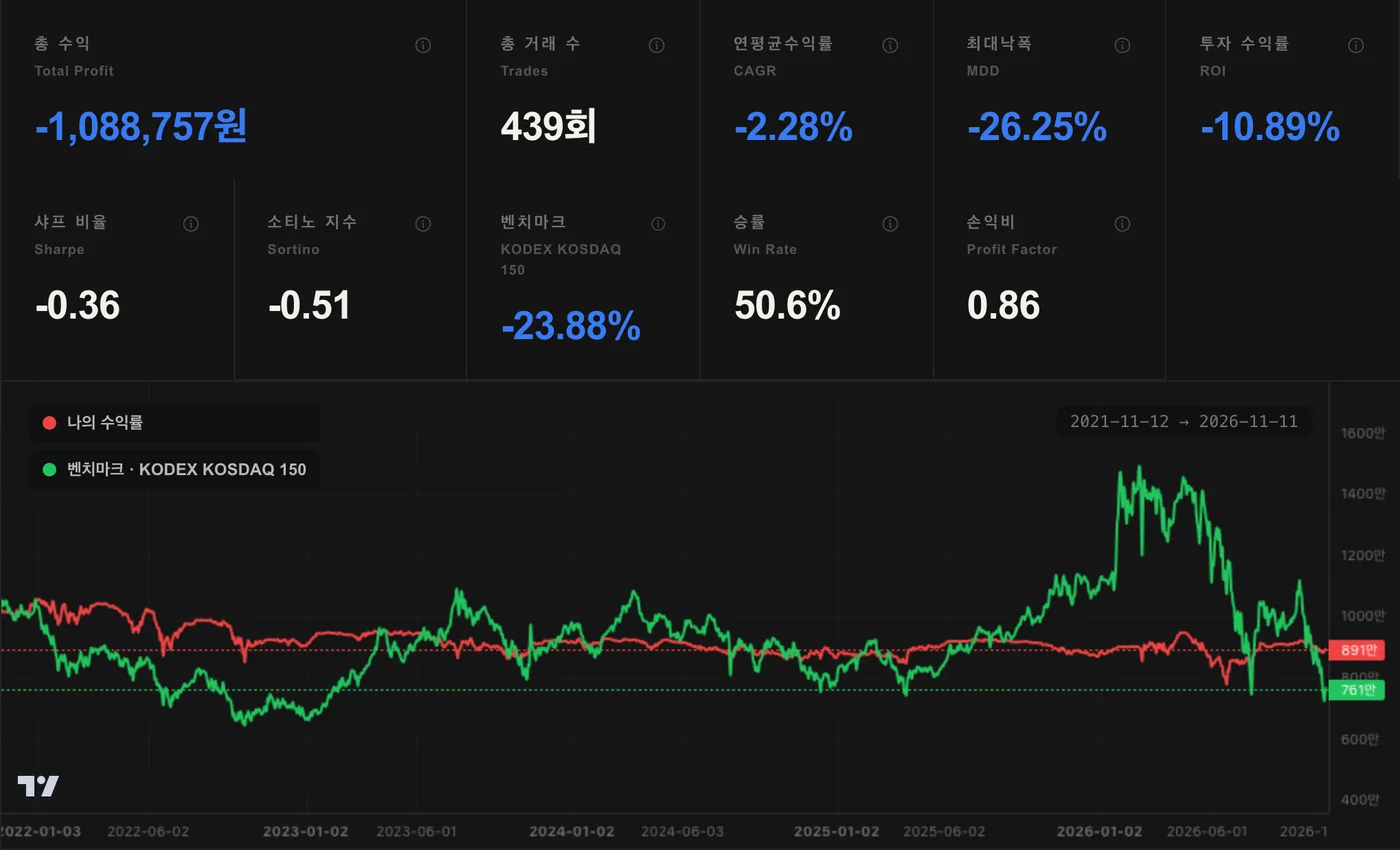 총 수익
Total Profit
-1,088,757원
총 거래 수
Trades
439회
연평균수익률
CAGR
-2.28%
최대낙폭
MDD
-26.25%
투자 수익률
ROI
-10.89%
샤프 비율
Sharpe
-0.36
소티노 지수
Sortino
-0.51
벤치마크
KODEX KOSDAQ
150
-23.88%
승률
Win Rate
50.6%
손익비
Profit Factor
0.86
나의 수익률
벤치마크 · KODEX KOSDAQ 150
2021-11-12 → 2026-11-11
1600만
1400만
1200만
1000만
891만
800만
761만
600만
400만
2022-01-03
2022-06-02
2023-01-02
2023-06-01
2024-01-02
2024-06-03
2025-01-02
2025-06-02
2026-01-02
2026-06-01
2026-1